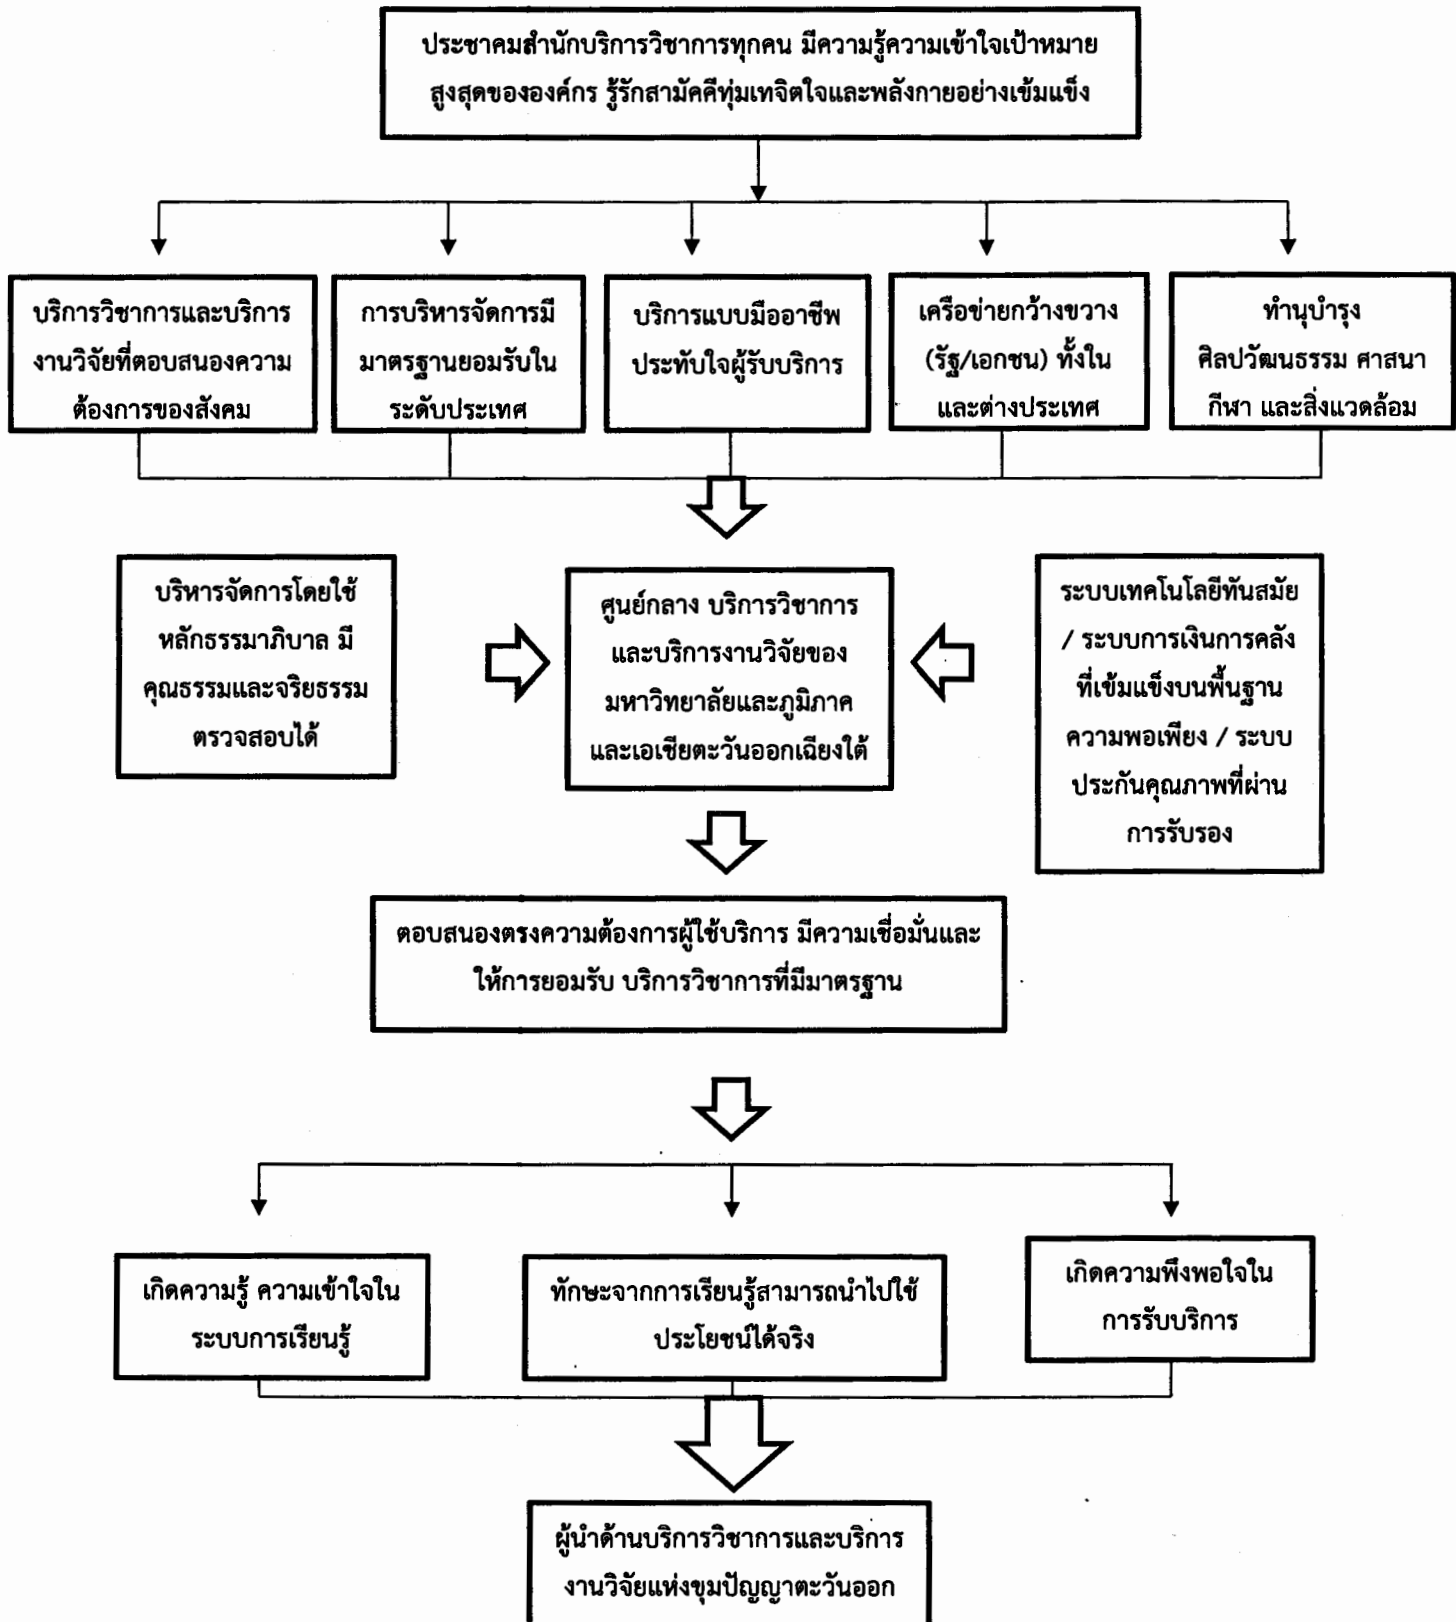 ประชาคมสำนักบริการวิชาการทุกคน มีความรู้ความเข้าใจเป้าหมาย
สูงสุดขององค์กร รู้รักสามัคคีทุ่มเทจิตใจและพลังกายอย่างเข้มแข็ง
บริการวิชาการและบริการ
งานวิจัยที่ตอบสนองความ
ต้องการของสังคม
การบริหารจัดการมี
มาตรฐานยอมรับใน
ระดับประเทศ
บริการแบบมืออาชีพ
ประทับใจผู้รับบริการ
เครือข่ายกว้างขวาง
(รัฐ/เอกชน) ทั้งใน
และต่างประเทศ
ทำนุบำรุง
ศิลปวัฒนธรรม ศาสนา
กีฬา และสิ่งแวดล้อม
บริหารจัดการโดยใช้
หลักธรรมาภิบาล มี
คุณธรรมและจริยธรรม
ตรวจสอบได้
ศูนย์กลาง บริการวิชาการ
และบริการงานวิจัยของ
มหาวิทยาลัยและภูมิภาค
และเอเชียตะวันออกเฉียงใต้
ระบบเทคโนโลยีทันสมัย
/ ระบบการเงินการคลัง
ที่เข้มแข็งบนพื้นฐาน
ความพอเพียง / ระบบ
ประกันคุณภาพที่ผ่าน
การรับรอง
ตอบสนองตรงความต้องการผู้ใช้บริการ มีความเชื่อมั่นและ
ให้การยอมรับ บริการวิชาการที่มีมาตรฐาน
เกิดความรู้ ความเข้าใจใน
ระบบการเรียนรู้
ทักษะจากการเรียนรู้สามารถนำไปใช้
ประโยชน์ได้จริง
เกิดความพึงพอใจใน
การรับบริการ
ผู้นำด้านบริการวิชาการและบริการ
งานวิจัยแห่งขุมปัญญาตะวันออก